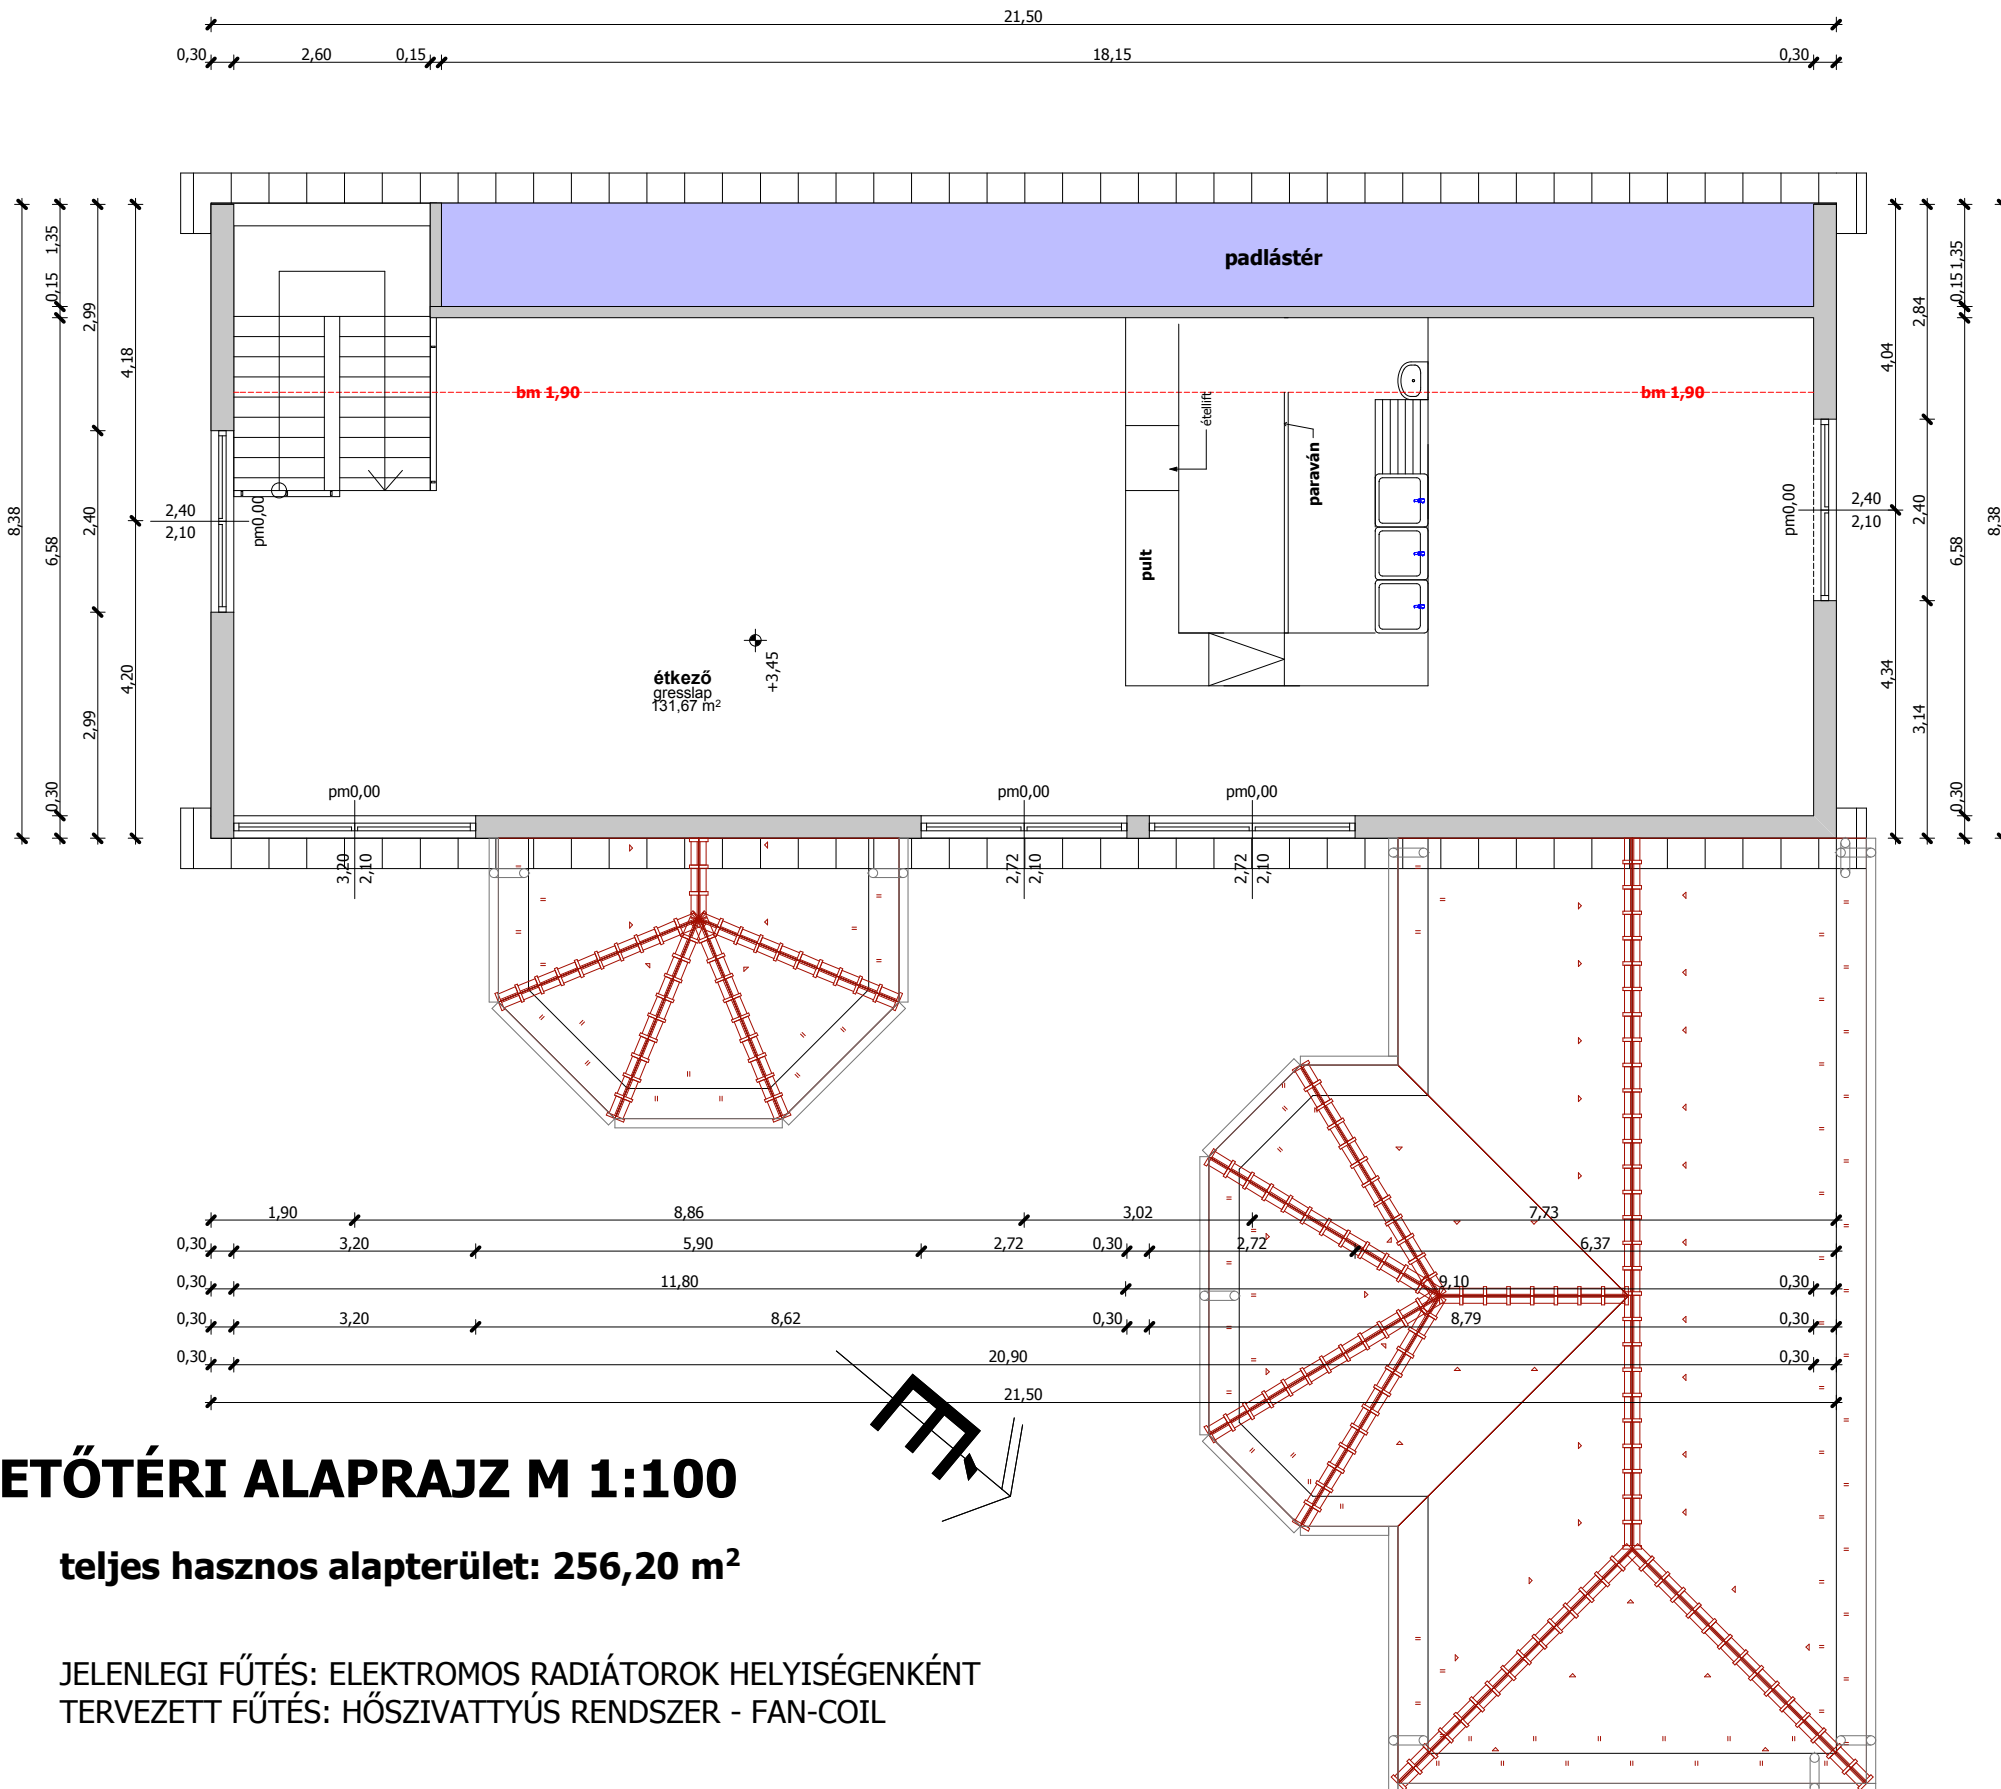 21,50
0,30 2,60 0,15 18,15 0,30
padlástér
1,35
0,15
2,99
4,18
8,38
6,58
2,40
2,99
4,20
0,30
1,35
0,15
2,84
4,04
8,38
6,58
2,40
4,34
3,14
0,30
bm 1,90
bm 1,90
étellift
paraván
pult
2,40
2,10
pm0,00
pm0,00
2,40
2,10
+3,45
étkező
gresslap
131,67 m²
pm0,00 pm0,00 pm0,00
3,20
2,10
2,72
2,10
2,72
2,10
1,90 8,86 3,02 7,73
0,30 3,20 5,90 2,72 0,30 2,72 6,37
0,30 11,80 9,10 0,30
0,30 3,20 8,62 0,30 8,79 0,30
0,30 20,90 0,30
21,50
É
ETŐTÉRI ALAPRAJZ M 1:100
teljes hasznos alapterület: 256,20 m²
JELENLEGI FŰTÉS: ELEKTROMOS RADIÁTOROK HELYISÉGENKÉNT
TERVEZETT FŰTÉS: HŐSZIVATTYÚS RENDSZER - FAN-COIL